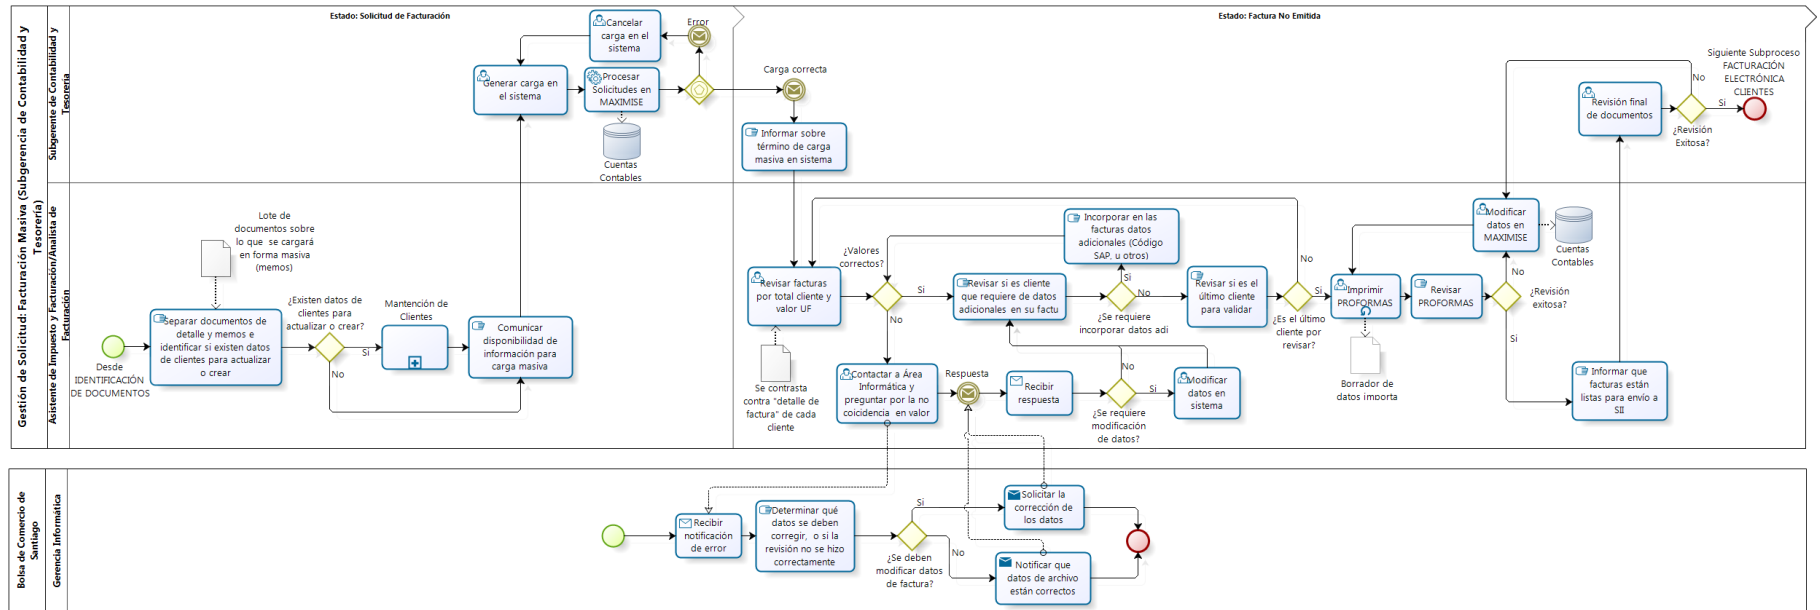 Gestión de Solicitud: Facturación Masiva (Subgerencia de Contabilidad y
Tesorería)
Subgerente de Contabilidad y
Tesorería
Asistente de Impuesto y Facturación/Analista de
Facturación
Estado: Solicitud de Facturación
Estado: Factura No Emitida
Cancelar
carga en el
sistema
Error
Generar carga en
el sistema
Procesar
Solicitudes en
MAXIMISE
Cuentas
Contables
Carga correcta
Informar sobre
término de carga
masiva en sistema
Siguiente Subproceso
FACTURACIÓN
ELECTRÓNICA
CLIENTES
No
Si
Revisión final
de documentos
¿Revisión
Exitosa?
Lote de
documentos sobre
lo que se cargará
en forma masiva
(memos)
Desde
IDENTIFICACIÓN
DE DOCUMENTOS
Separar documentos de
detalle y memos e
identificar si existen datos
de clientes para actualizar
o crear
¿Existen datos de
clientes para
actualizar o crear?
Si
No
Mantención de
Clientes
Comunicar
disponibilidad de
información para
carga masiva
Revisar facturas
por total cliente y
valor UF
Se contrasta
contra "detalle de
factura" de cada
cliente
¿Valores
correctos?
Si
No
Incorporar en las
facturas datos
adicionales (Código
SAP, u otros)
Revisar si es cliente
que requiere de datos
adicionales en su factu
Si
No
¿Se requiere
incorporar datos adi
Revisar si es el
último cliente
para validar
No
Si
¿Es el último
cliente por
revisar?
Imprimir
PROFORMAS
Borrador de
datos importa
Revisar
PROFORMAS
Modificar
datos en
MAXIMISE
Cuentas
Contables
No
¿Revisión
exitosa?
Si
Informar que
facturas están
listas para envío a
SII
Contactar a Área
Informática y
preguntar por la no
coicidencia en valor
Respuesta
Recibir
respuesta
No
Si
¿Se requiere
modificación
de datos?
Modificar
datos en
sistema
Bolsa de Comercio de
Santiago
Gerencia Informática
Recibir
notificación
de error
Determinar qué
datos se deben
corregir, o si la
revisión no se hizo
correctamente
Si
No
¿Se deben
modificar datos
de factura?
Solicitar la
corrección de
los datos
Notificar que
datos de archivo
están correctos